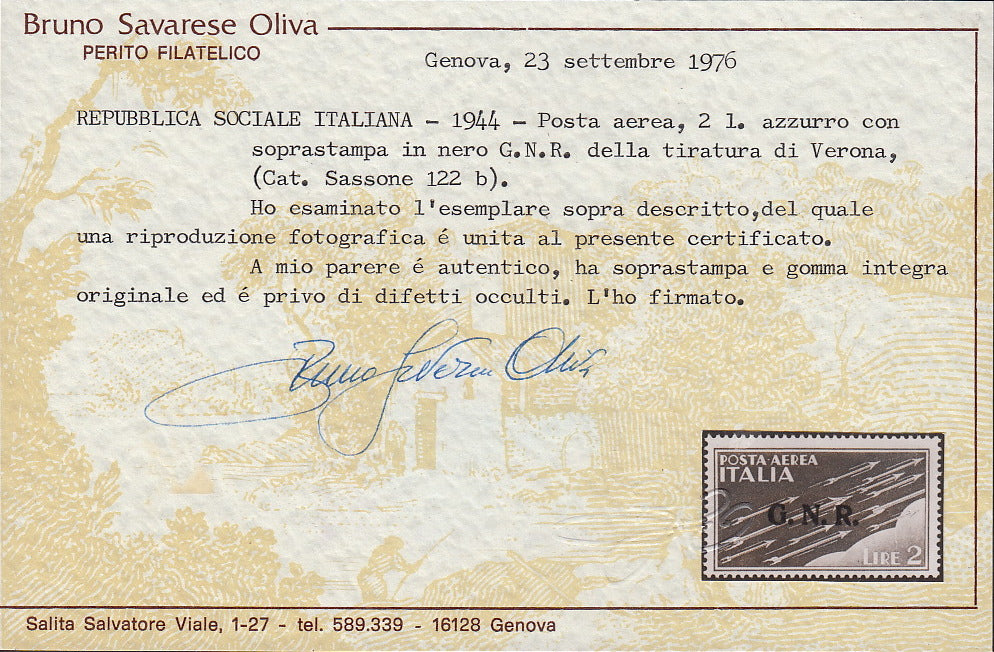 Bruno Savarese Oliva
PERITO FILATELICO
Genova, 23 settembre 1976
REPUBBLICA SOCIALE ITALIANA - 1944 - Posta aerea, 2 l. azzurro con
soprastampa in nero G.N.R. della tiratura di Verona,
(Cat. Sassone 122 b).
Ho esaminato l'esemplare sopra descritto,del quale
una riproduzione fotografica é unita al presente certificato.
A mio parere é autentico, ha soprastampa e gomma integra
originale ed é privo di difetti occulti. L'ho firmato.
Bruno Savarese Oliva
POSTA AEREA
ITALIA
G. N. R.
LIRE 2
Salita Salvatore Viale, 1-27 - tel. 589.339 - 16128 Genova